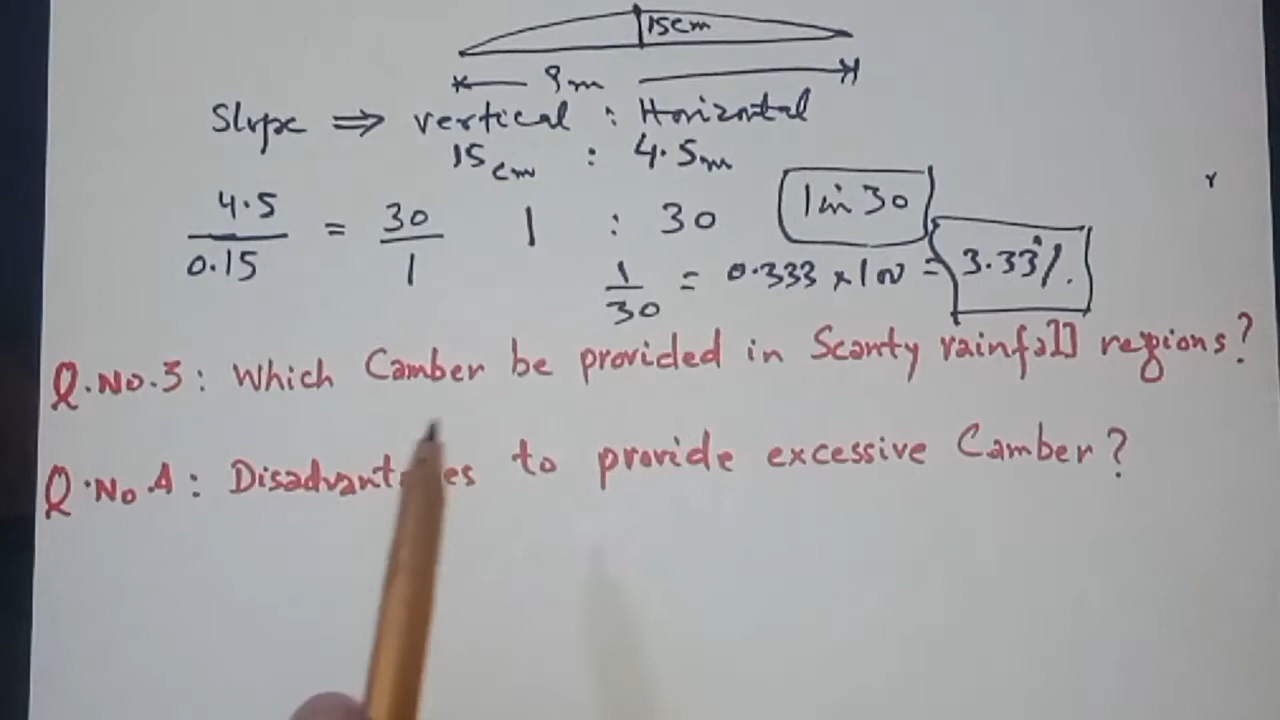 15cm
9m
Slope ⇒ vertical : Horizontal
15cm : 4.5m
4.5/0.15 = 30/1 1 : 30 1 in 30
1/30 = 0.333 x 100 = 3.33%.
Q.No.3: Which Camber be provided in Scanty rainfall regions?
Q.No.4: to provide excessive Camber?